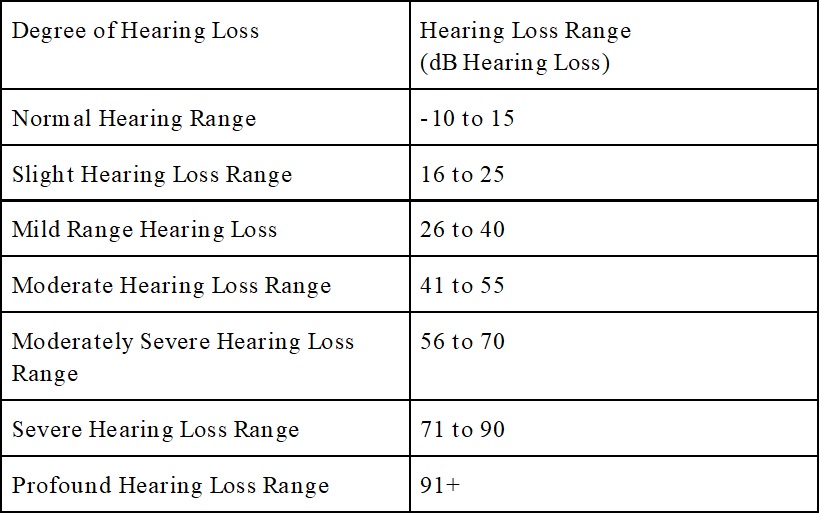 Degree of Hearing Loss
Hearing Loss Range
(dB Hearing Loss)
Normal Hearing Range
-10 to 15
Slight Hearing Loss Range
16 to 25
Mild Range Hearing Loss
26 to 40
Moderate Hearing Loss Range
41 to 55
Moderately Severe Hearing Loss
Range
56 to 70
Severe Hearing Loss Range
71 to 90
Profound Hearing Loss Range
91+